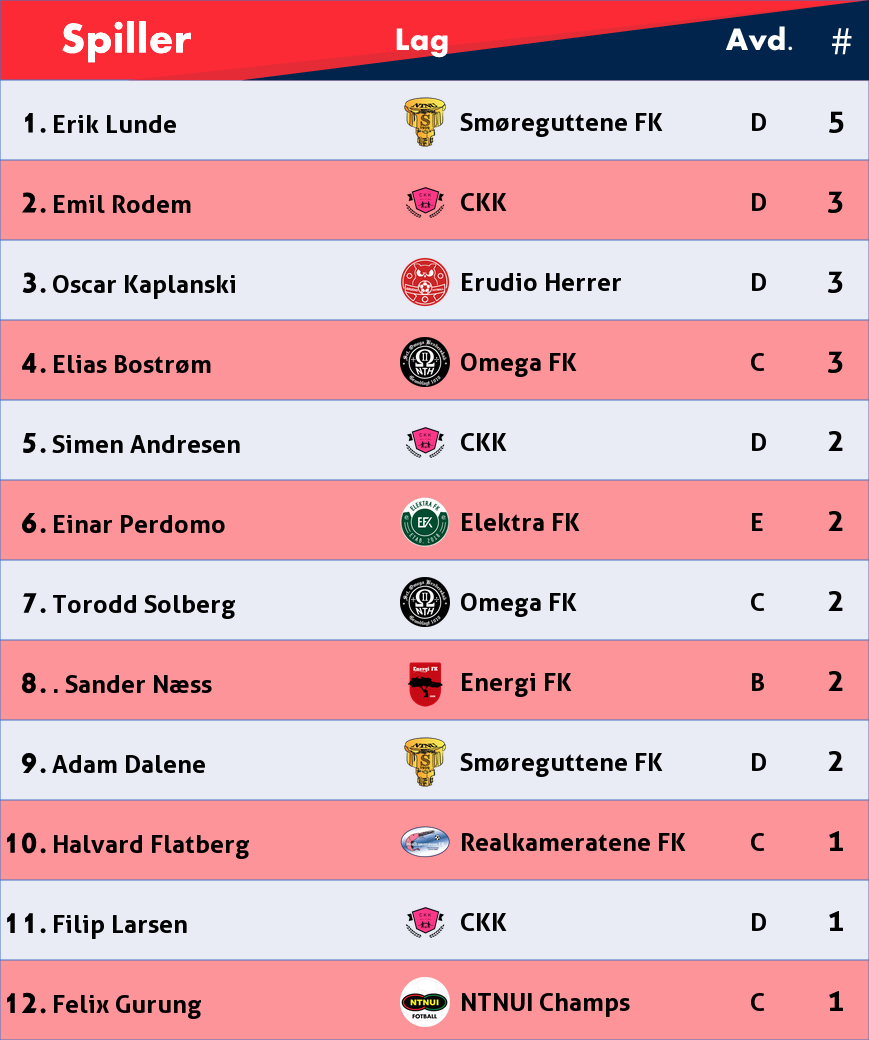 Spiller Lag Avd. #
1. Erik Lunde Smøreguttene FK D 5
2. Emil Rodem CKK D 3
3. Oscar Kaplanski Erudio Herrer D 3
4. Elias Bostrøm Omega FK C 3
5. Simen Andresen CKK D 2
6. Einar Perdomo Elektra FK E 2
7. Torodd Solberg Omega FK C 2
8. . Sander Næss Energi FK B 2
9. Adam Dalene Smøreguttene FK D 2
10. Halvard Flatberg Realkameratene FK C 1
11. Filip Larsen CKK D 1
12. Felix Gurung NTNUI FOTBALL NTNUI Champs C 1